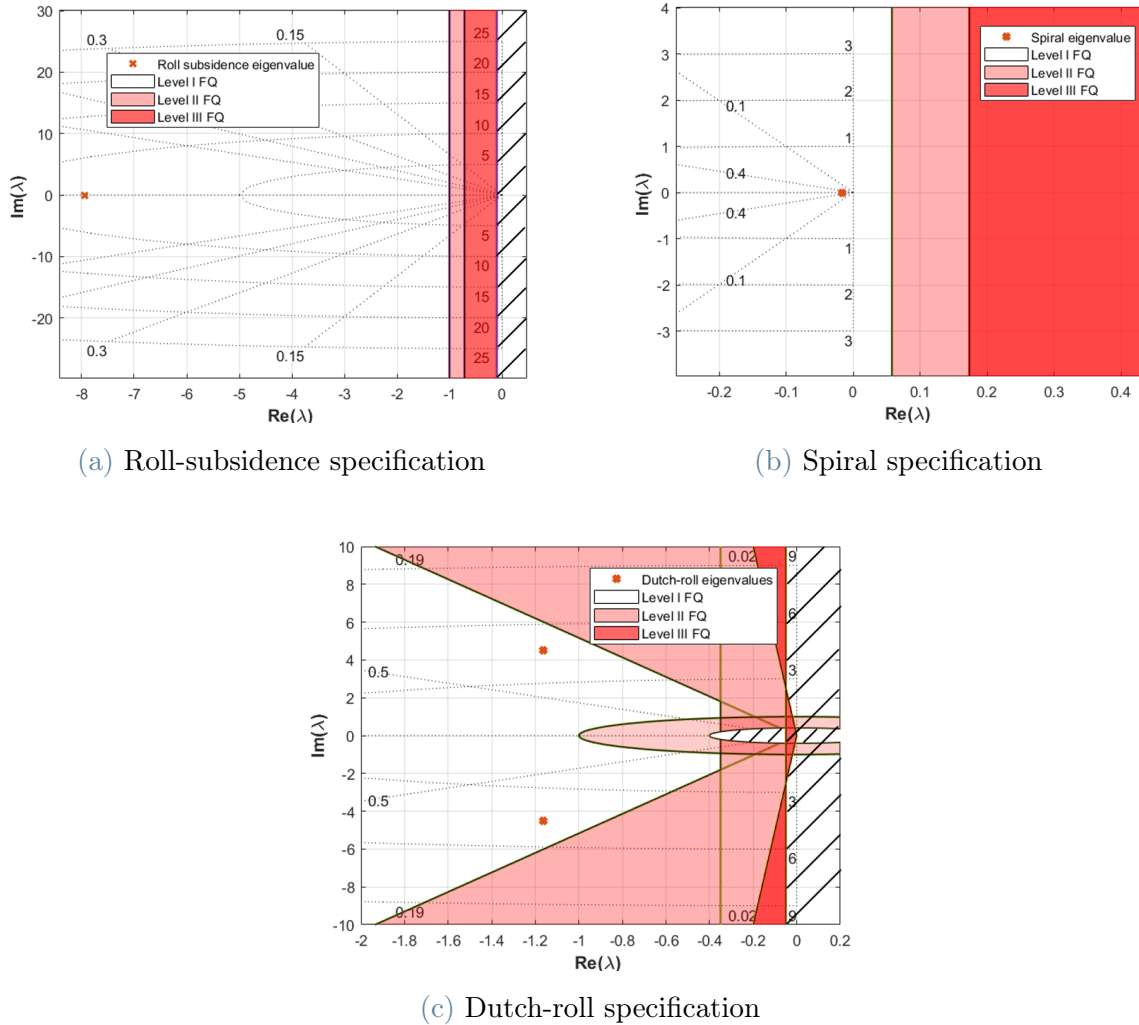 30
20
10
0
-10
-20
Im(λ)
0.3
0.15
25
20
15
10
5
5
10
15
20
25
0.3
0.15
Roll subsidence eigenvalue
Level I FQ
Level II FQ
Level III FQ
-8 -7 -6 -5 -4 -3 -2 -1 0
Re(λ)
(a) Roll-subsidence specification
4
3
2
1
0
-1
-2
-3
Im(λ)
3
2
0.1
1
0.4
0.4
1
0.1
2
3
Spiral eigenvalue
Level I FQ
Level II FQ
Level III FQ
-0.2 -0.1 0 0.1 0.2 0.3 0.4
Re(λ)
(b) Spiral specification
10
8
6
4
2
0
-2
-4
-6
-8
-10
Im(λ)
0.19
0.02
9
6
0.5
3
0.5
3
6
0.19
0.02
9
Dutch-roll eigenvalues
Level I FQ
Level II FQ
Level III FQ
-2 -1.8 -1.6 -1.4 -1.2 -1 -0.8 -0.6 -0.4 -0.2 0 0.2
Re(λ)
(c) Dutch-roll specification